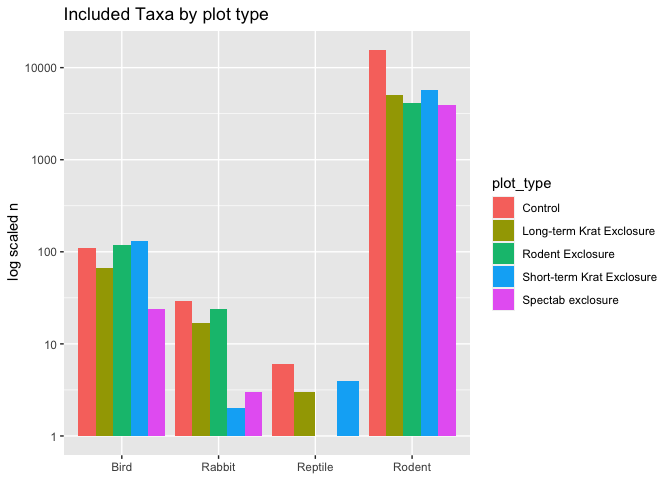 Included Taxa by plot type
log scaled n
10000
1000
100
10
1
Bird
Rabbit
Reptile
Rodent
plot_type
Control
Long-term Krat Exclosure
Rodent Exclosure
Short-term Krat Exclosure
Spectab exclosure